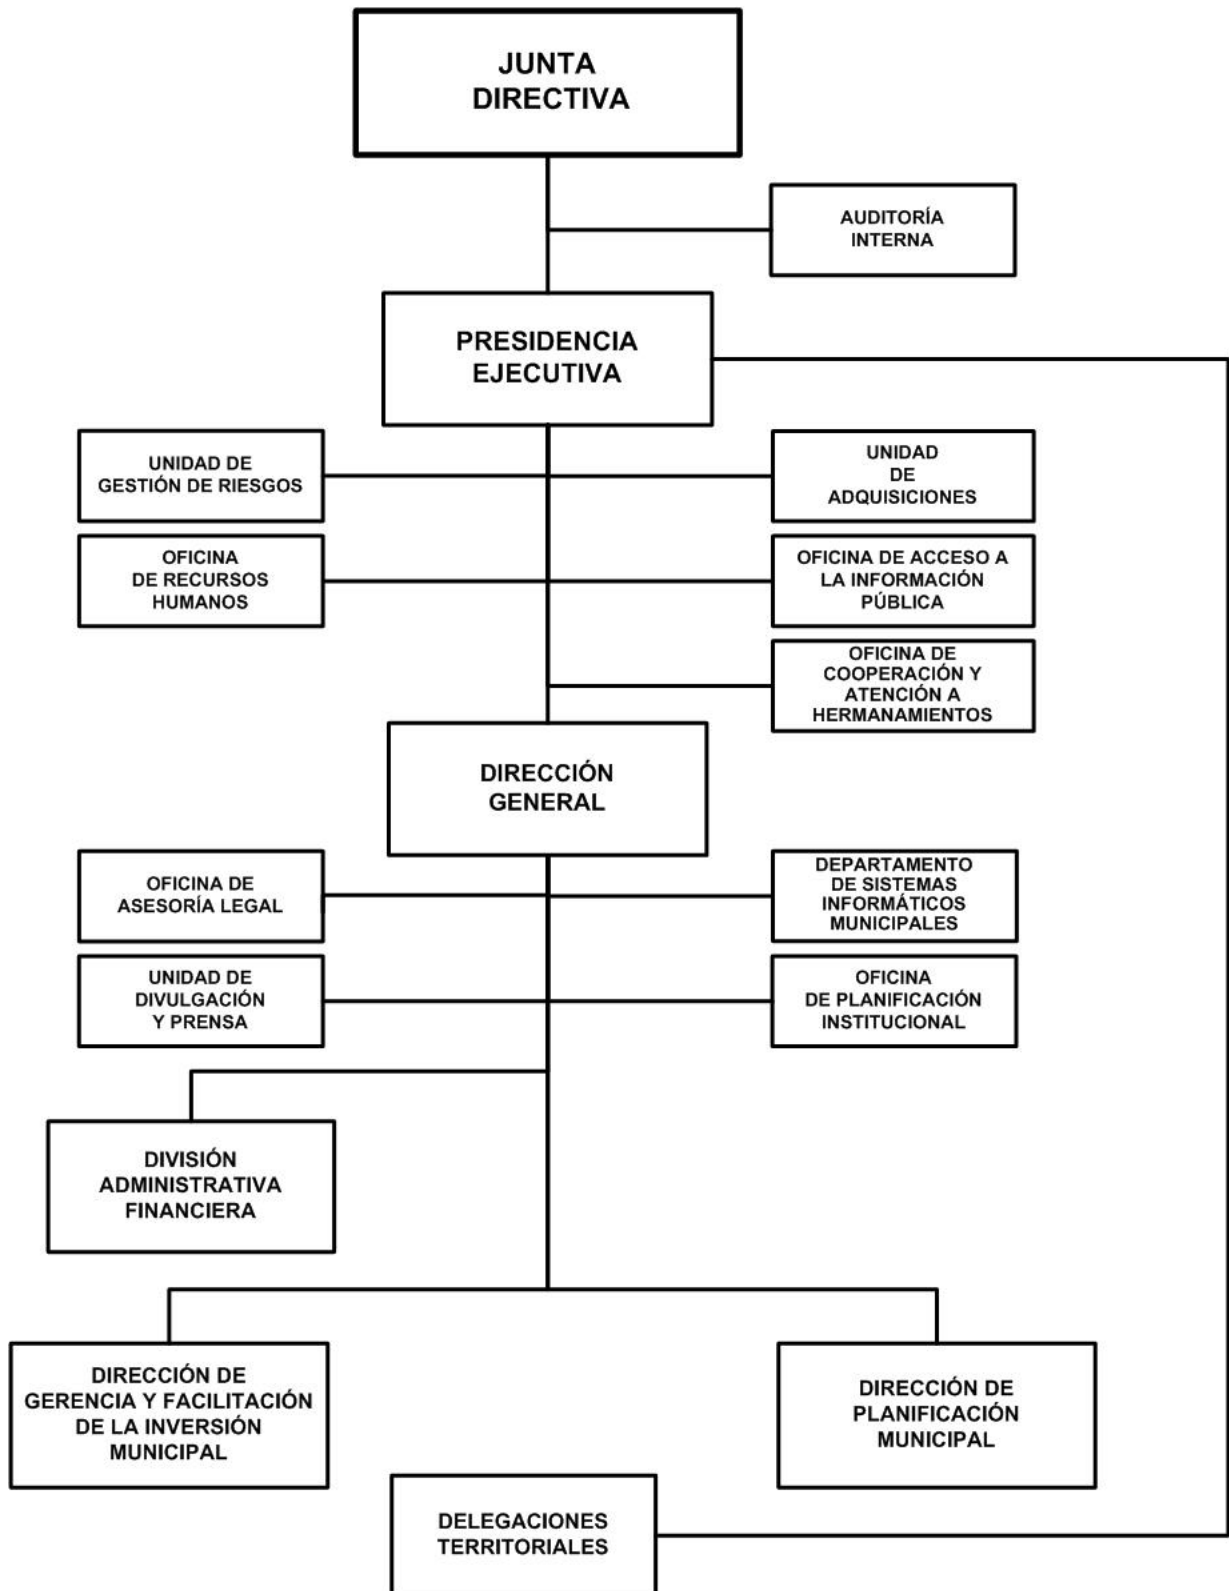 JUNTA
DIRECTIVA
AUDITORÍA
INTERNA
PRESIDENCIA
EJECUTIVA
UNIDAD DE
GESTIÓN DE RIESGOS
UNIDAD
DE
ADQUISICIONES
OFICINA
DE RECURSOS
HUMANOS
OFICINA DE ACCESO A
LA INFORMACIÓN
PÚBLICA
OFICINA DE
COOPERACIÓN Y
ATENCIÓN A
HERMANAMIENTOS
DIRECCIÓN
GENERAL
OFICINA DE
ASESORÍA LEGAL
DEPARTAMENTO
DE SISTEMAS
INFORMÁTICOS
MUNICIPALES
UNIDAD DE
DIVULGACIÓN
Y PRENSA
OFICINA
DE PLANIFICACIÓN
INSTITUCIONAL
DIVISIÓN
ADMINISTRATIVA
FINANCIERA
DIRECCIÓN DE
GERENCIA Y FACILITACIÓN
DE LA INVERSIÓN
MUNICIPAL
DIRECCIÓN DE
PLANIFICACIÓN
MUNICIPAL
DELEGACIONES
TERRITORIALES